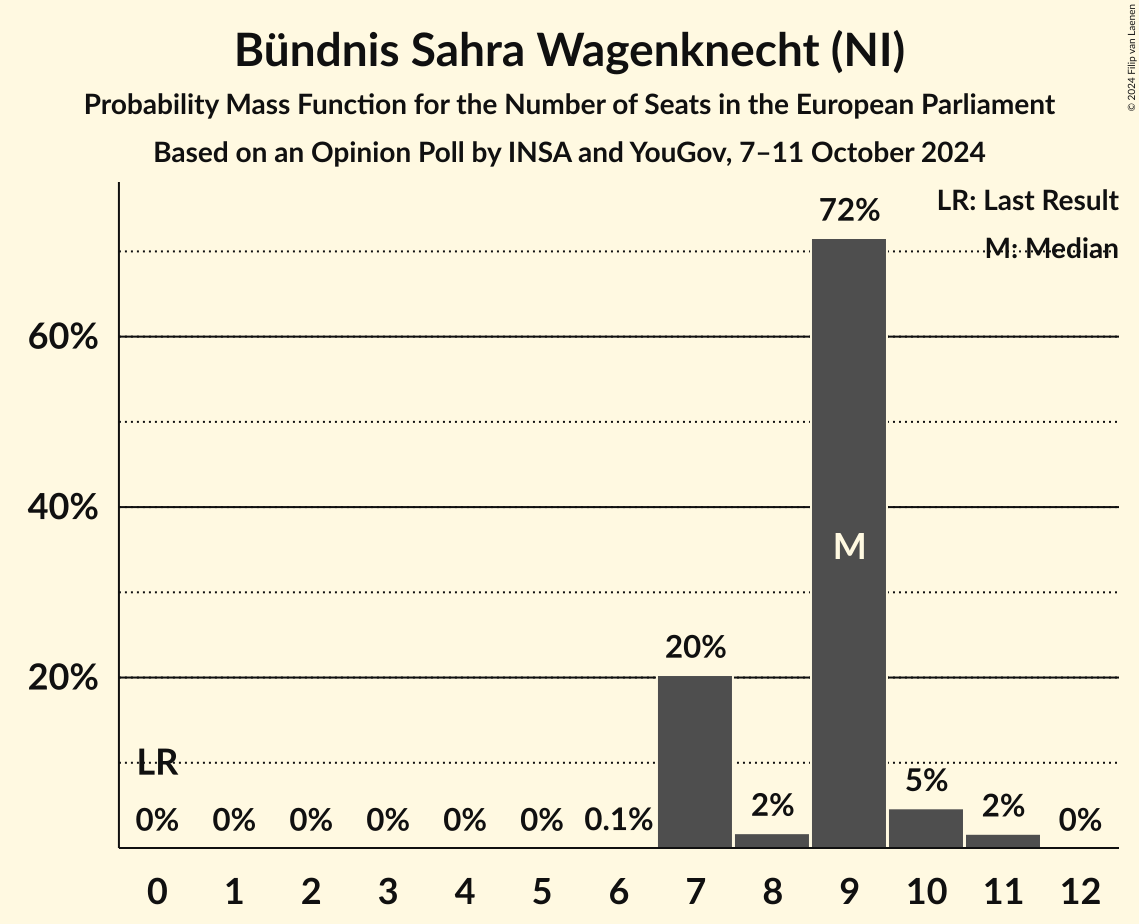 Bündnis Sahra Wagenknecht (NI)
Probability Mass Function for the Number of Seats in the European Parliament
Based on an Opinion Poll by INSA and YouGov, 7–11 October 2024
© 2024 Filip van Laenen
LR: Last Result
M: Median
72%
60%
40%
M
20%
20%
LR
0% 0% 0% 0% 0% 0% 0.1% 2% 5% 2% 0%
0 1 2 3 4 5 6 7 8 9 10 11 12